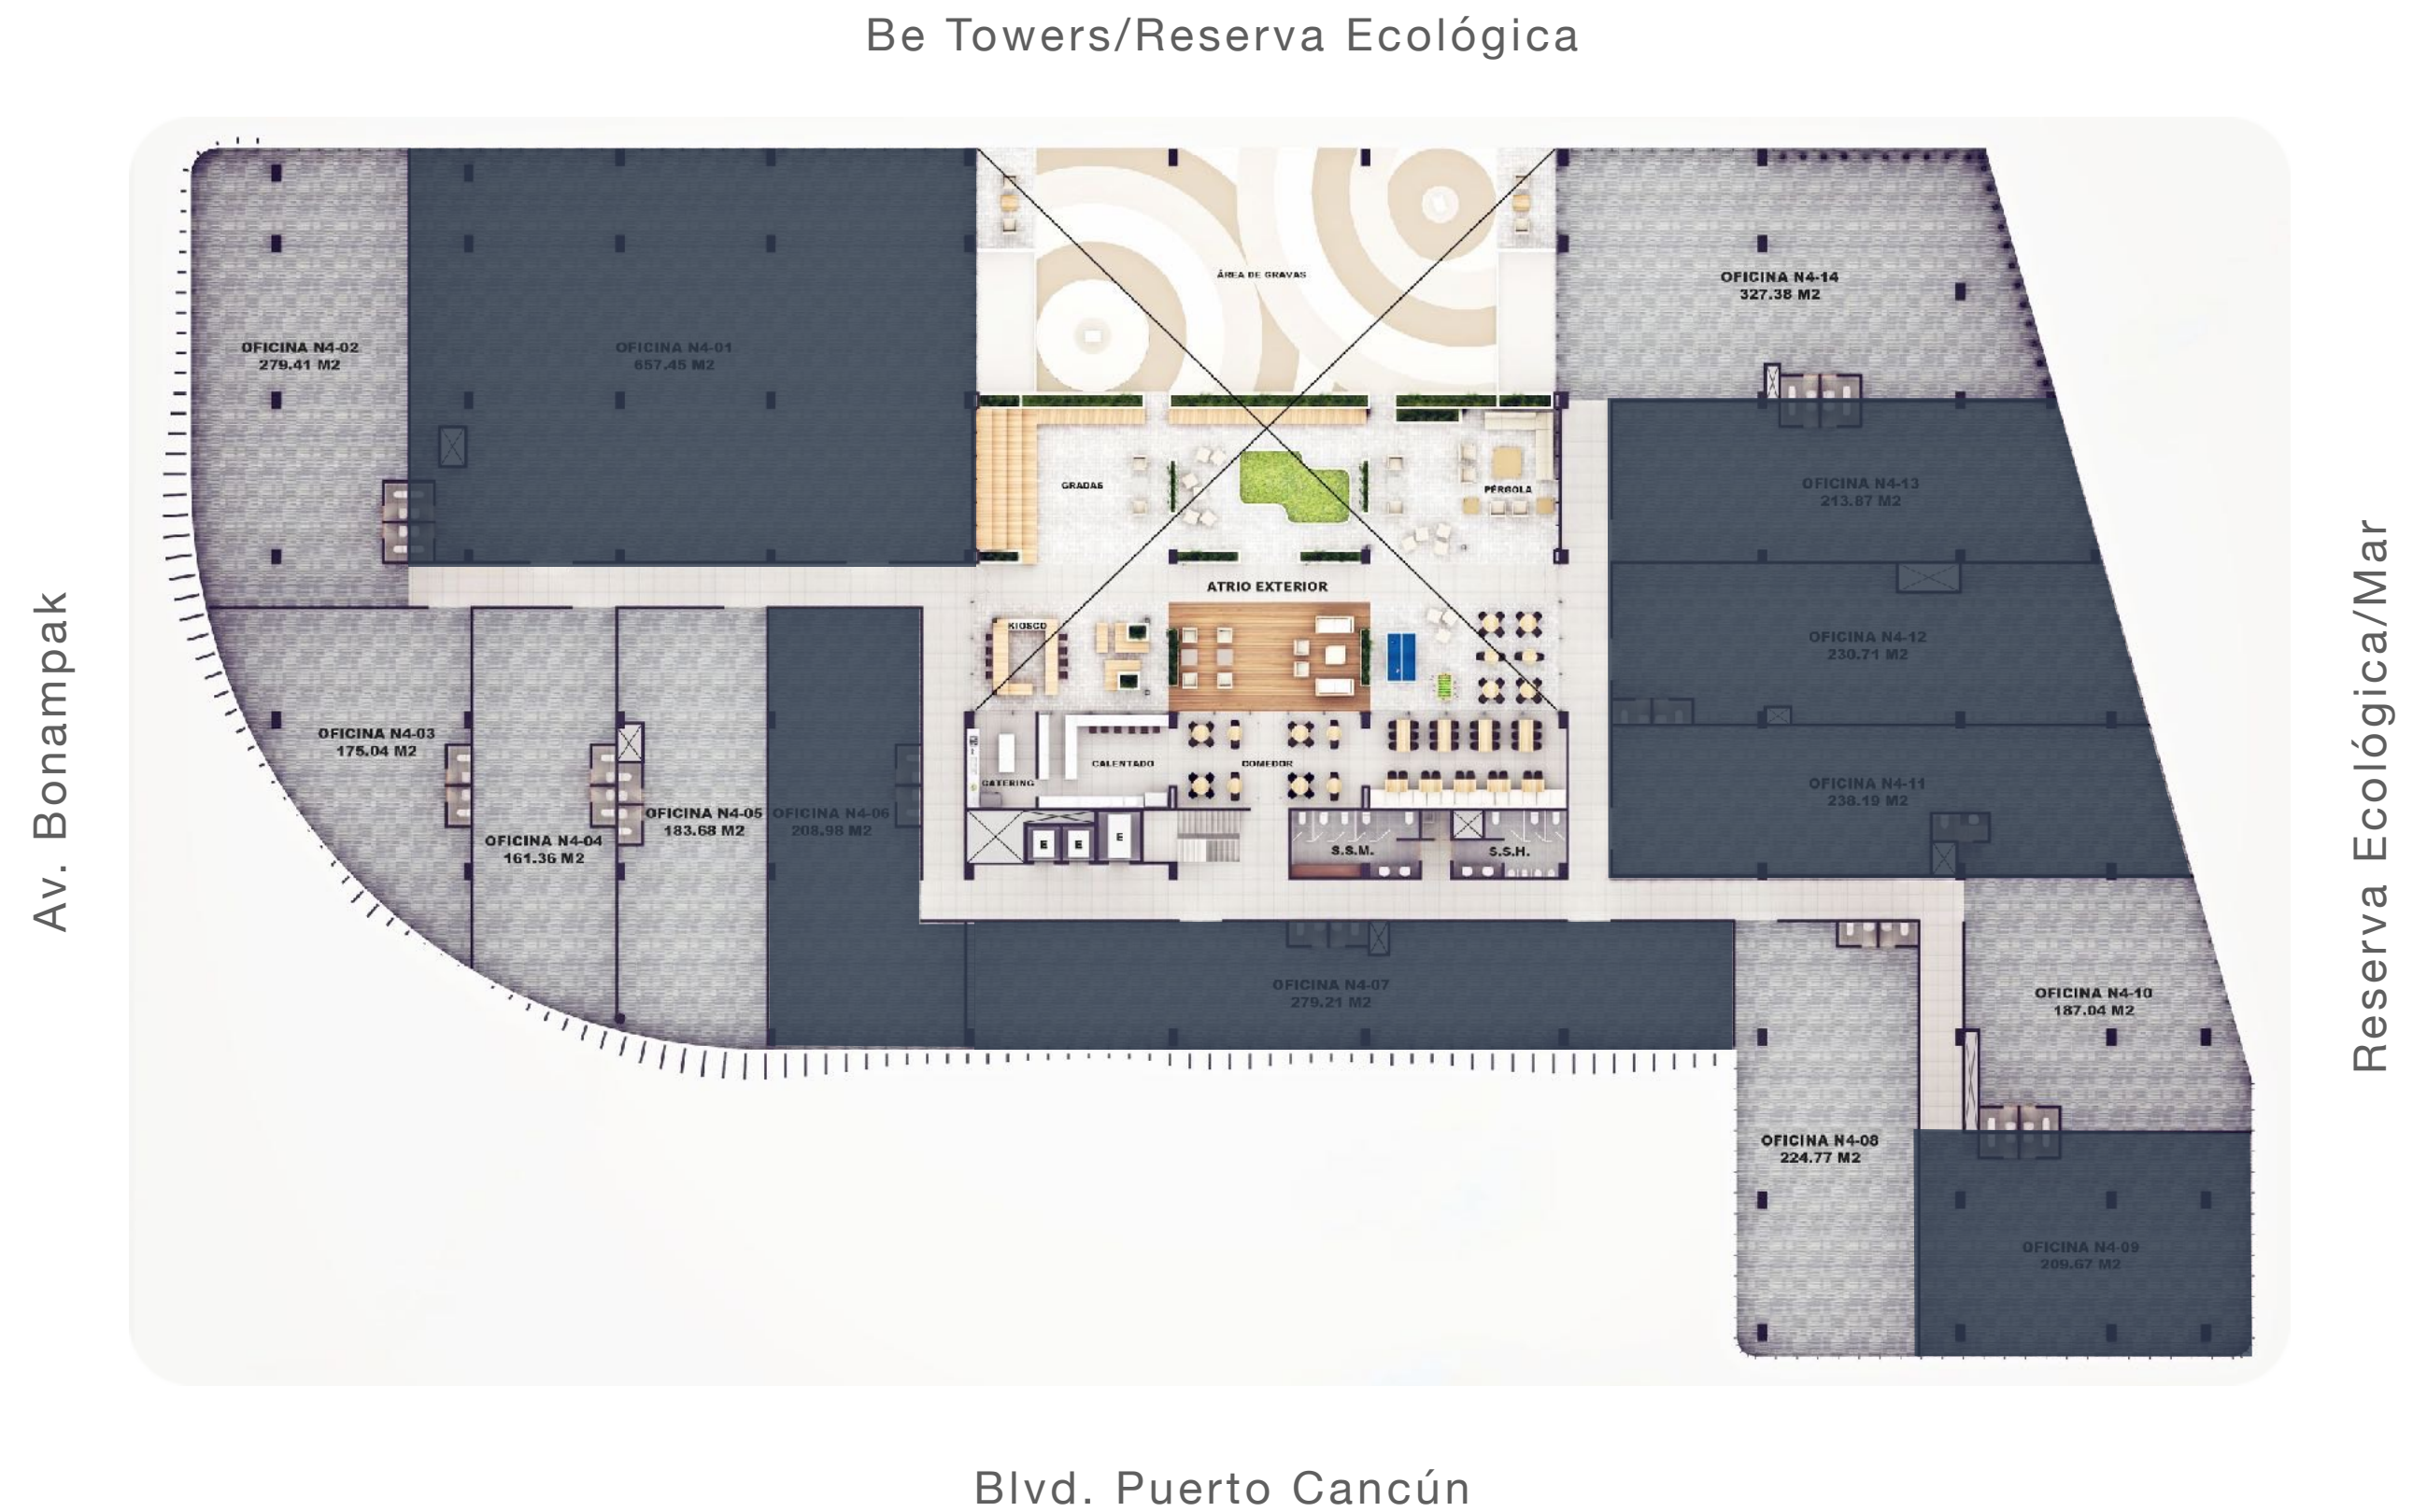 Be Towers/Reserva Ecológica
Av. Bonampak
Reserva Ecológica/Mar
Blvd. Puerto Cancún
OFICINA N4-02
279.41 M2
OFICINA N4-01
657.45 M2
ÁREA DE GRAVAS
OFICINA N4-14
327.38 M2
GRADAS
PÉRGOLA
OFICINA N4-13
213.87 M2
ATRIO EXTERIOR
KIOSCO
OFICINA N4-12
230.71 M2
OFICINA N4-03
175.04 M2
CATERING
CALENTADO
COMEDOR
OFICINA N4-11
238.19 M2
OFICINA N4-04
161.36 M2
OFICINA N4-05
183.68 M2
OFICINA N4-06
208.98 M2
E
E
E
S.S.M.
S.S.H.
OFICINA N4-07
279.21 M2
OFICINA N4-10
187.04 M2
OFICINA N4-08
224.77 M2
OFICINA N4-09
209.67 M2